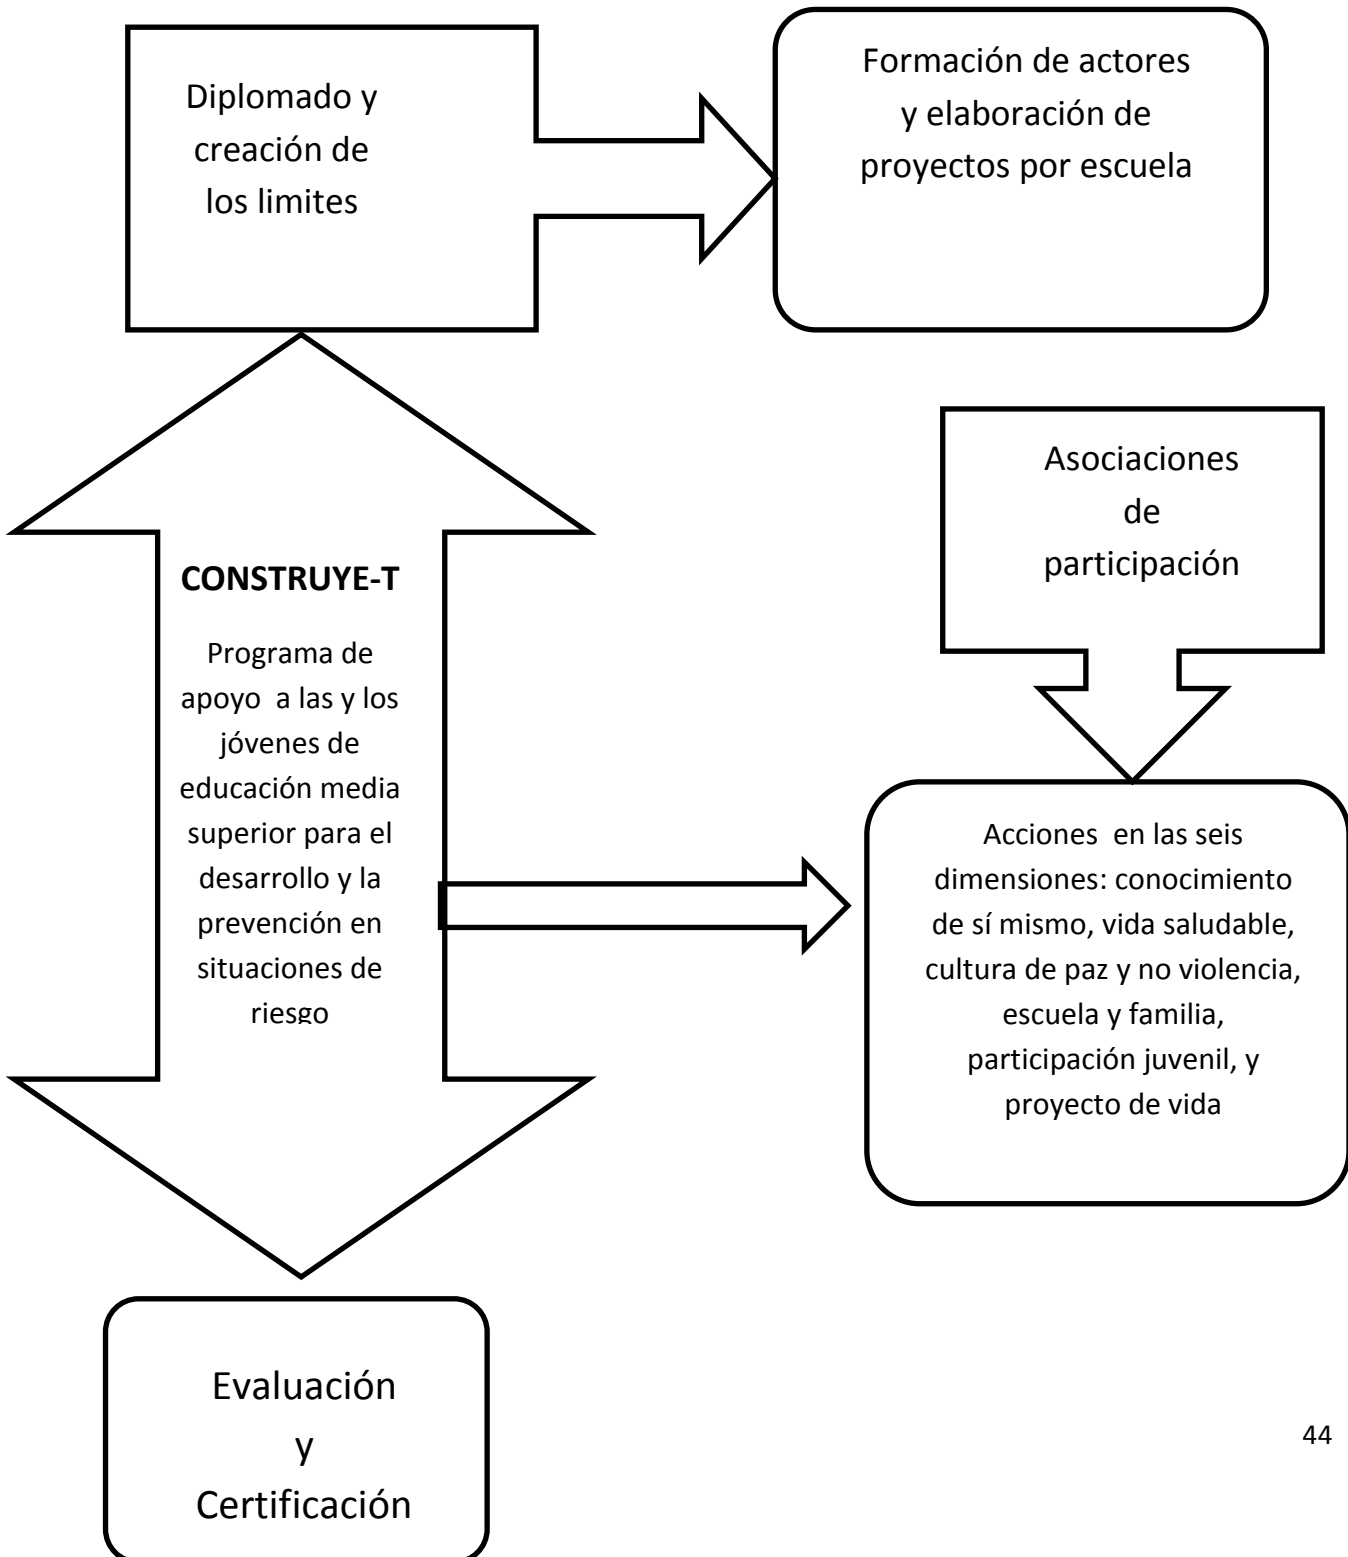 Diplomado y
creación de
los limites
Formación de actores
y elaboración de
proyectos por escuela
Asociaciones
de
participación
CONSTRUYE-T
Programa de
apoyo a las y los
jóvenes de
educación media
superior para el
desarrollo y la
prevención en
situaciones de
riesgo
Acciones en las seis
dimensiones: conocimiento
de sí mismo, vida saludable,
cultura de paz y no violencia,
escuela y familia,
participación juvenil, y
proyecto de vida
Evaluación
y
Certificación
44